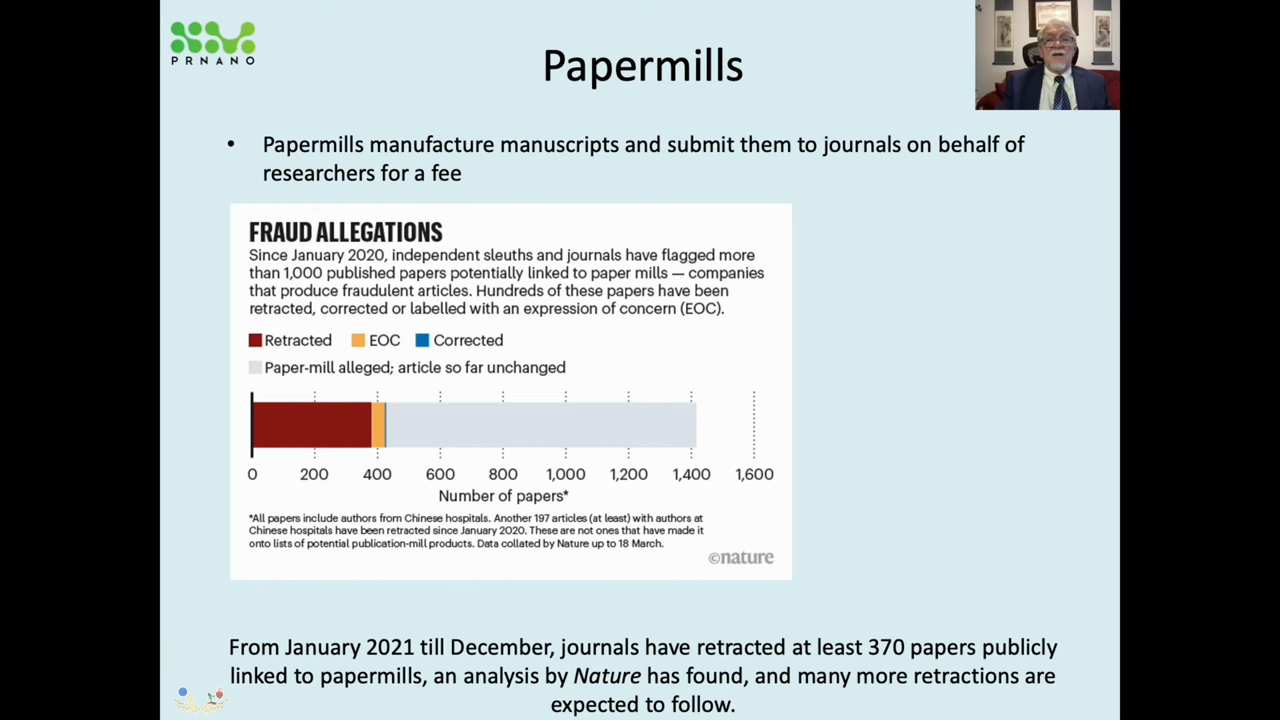 PRNANO
Papermills
• Papermills manufacture manuscripts and submit them to journals on behalf of
researchers for a fee
FRAUD ALLEGATIONS
Since January 2020, independent sleuths and journals have flagged more
than 1,000 published papers potentially linked to paper mills — companies
that produce fraudulent articles. Hundreds of these papers have been
retracted, corrected or labelled with an expression of concern (EOC).
Retracted EOC Corrected
Paper-mill alleged; article so far unchanged
0 200 400 600 800 1,000 1,200 1,400 1,600
Number of papers*
*All papers include authors from Chinese hospitals. Another 197 articles (at least) with authors at
Chinese hospitals have been retracted since January 2020. These are not ones that have made it
onto lists of potential publication-mill products. Data collated by Nature up to 18 March.
©nature
From January 2021 till December, journals have retracted at least 370 papers publicly
linked to papermills, an analysis by Nature has found, and many more retractions are
expected to follow.